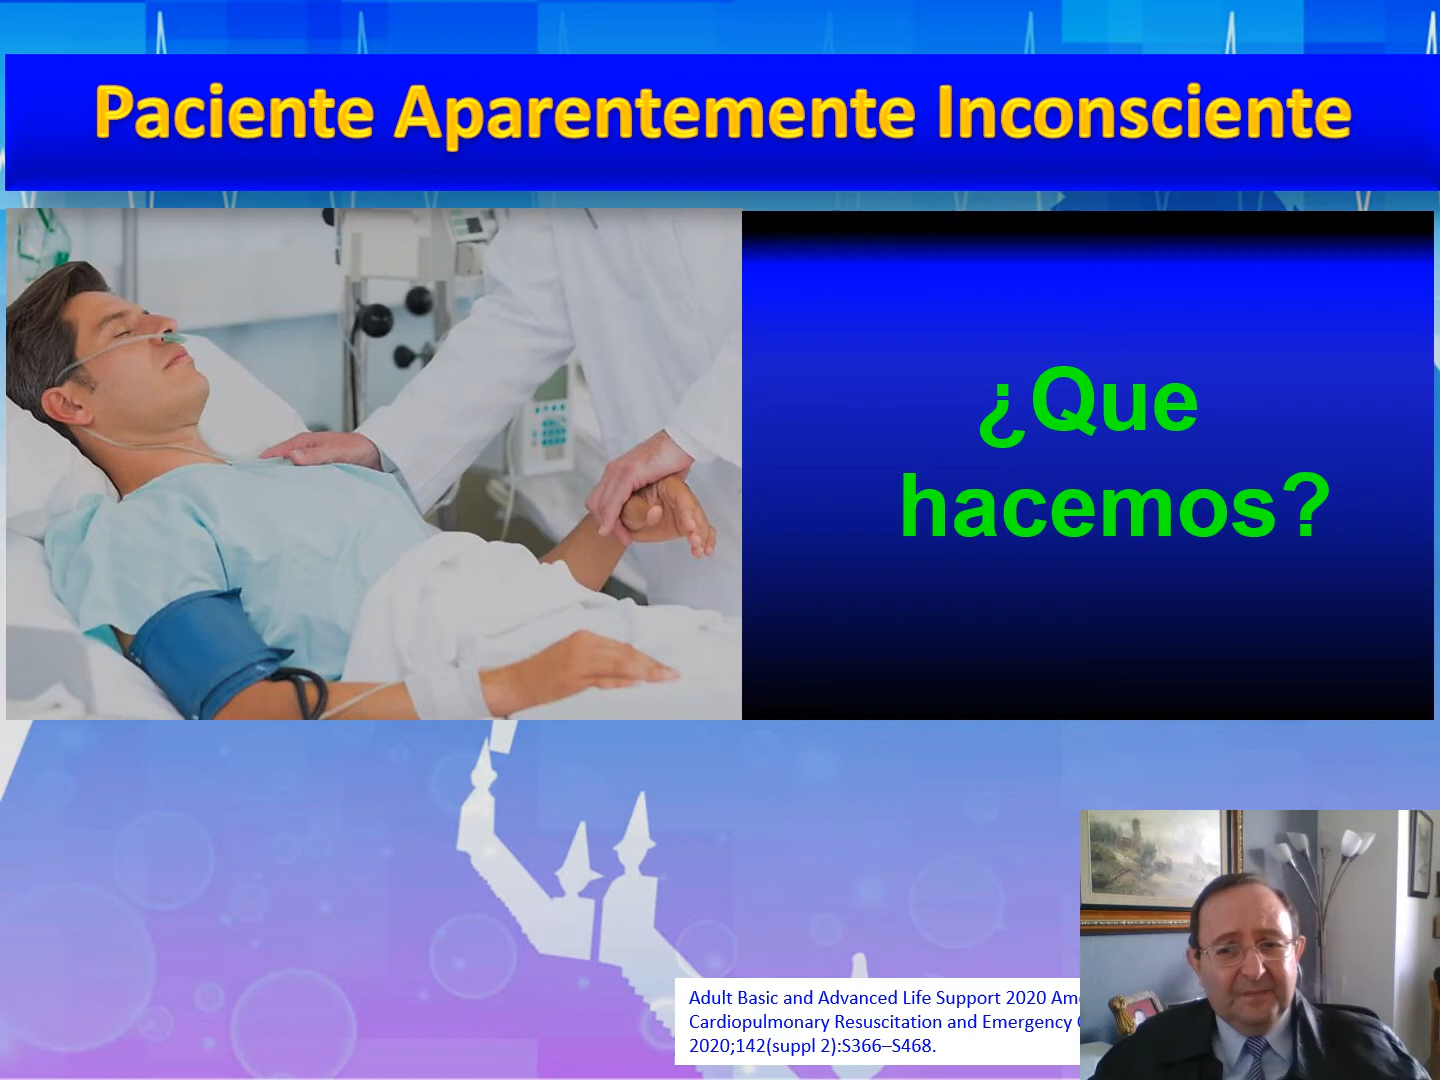 Paciente Aparentemente Inconsciente
¿Que
hacemos?
Adult Basic and Advanced Life Support 2020
Cardiopulmonary Resuscitation and Emergency
2020;142(suppl 2):S366–S468.